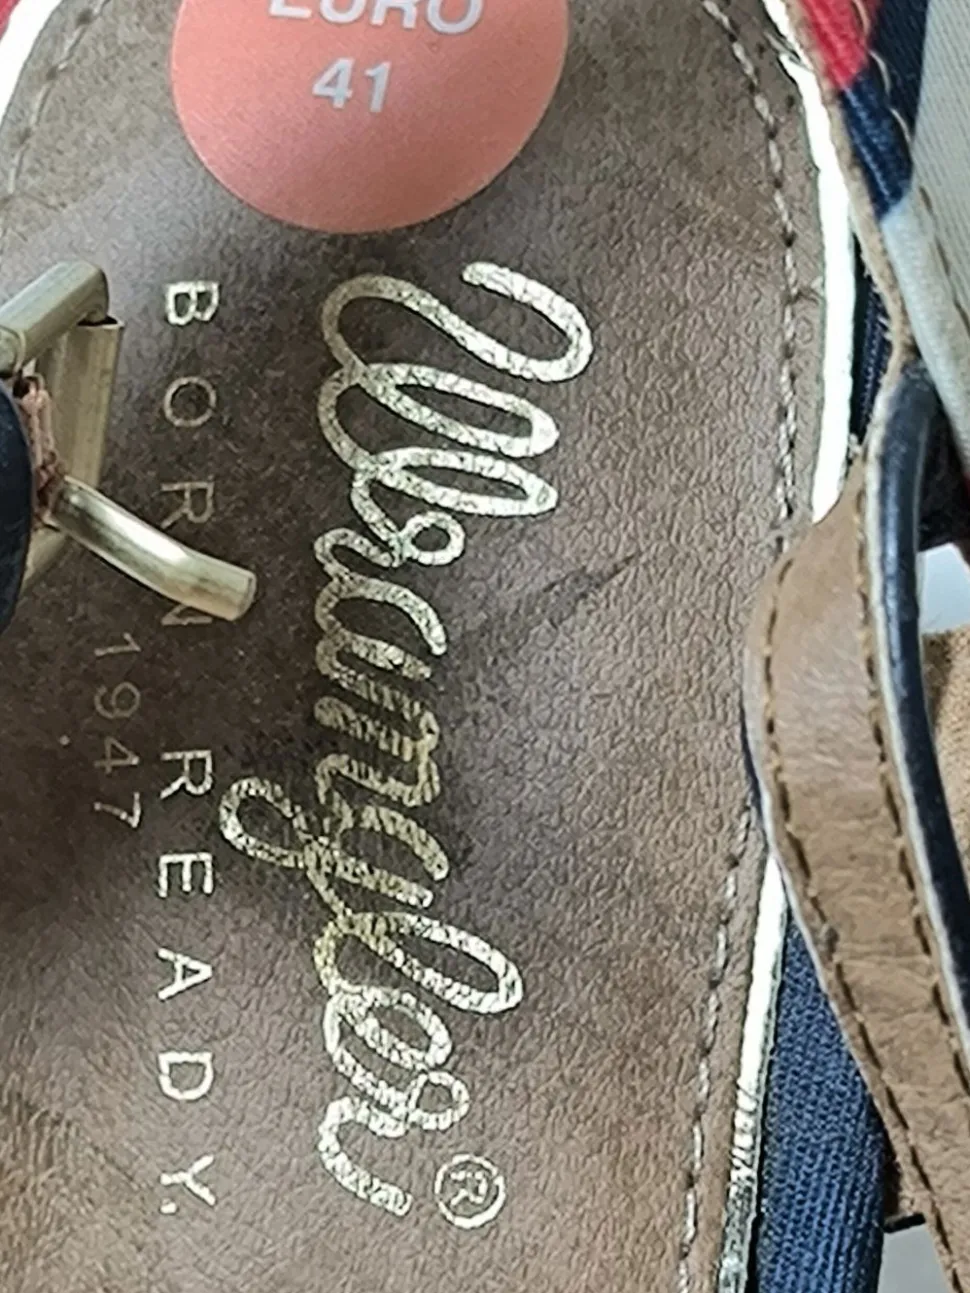 EURO
41
Wrangler®
BORN READY.
1947